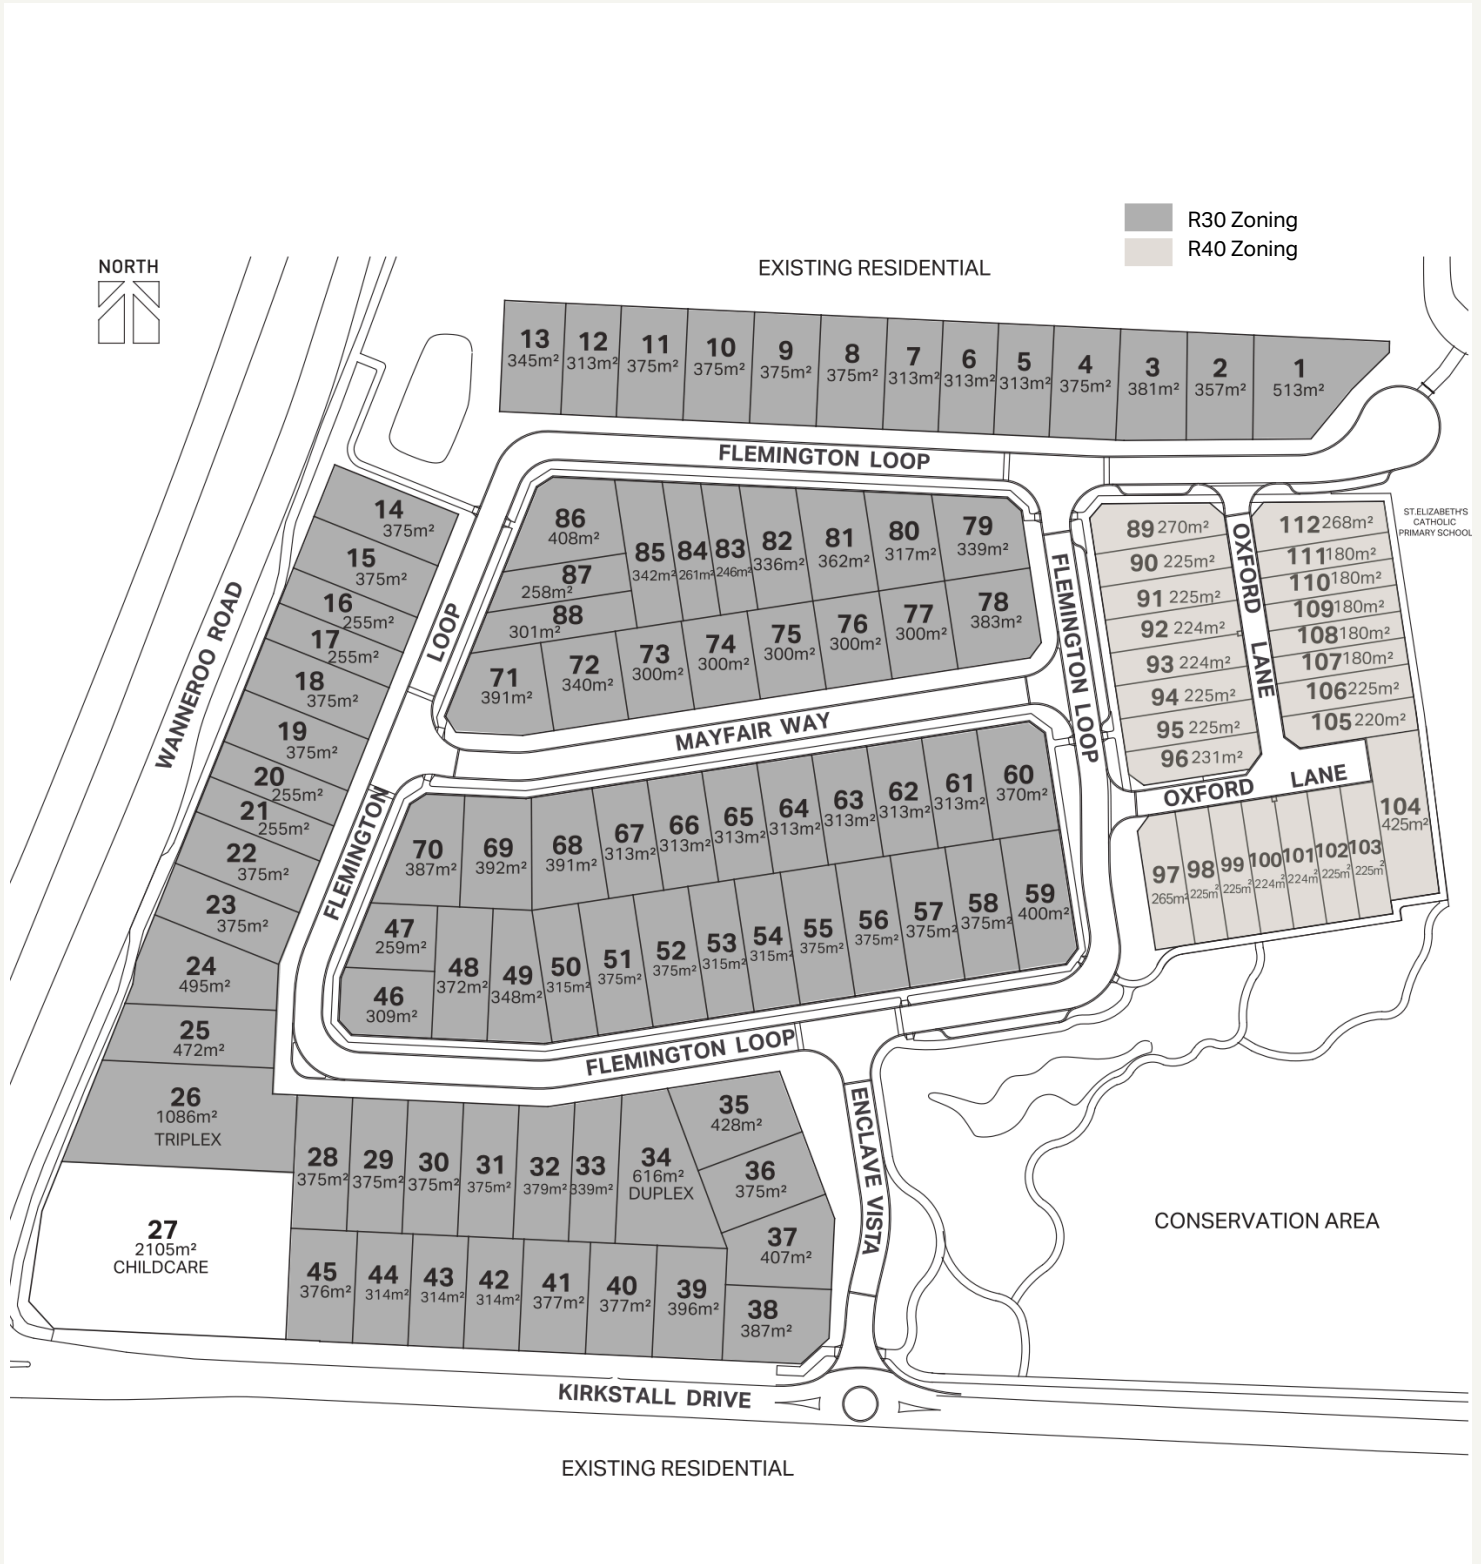 R30 Zoning
R40 Zoning
NORTH
EXISTING RESIDENTIAL
13
345m²
12
313m²
11
375m²
10
375m²
9
375m²
8
375m²
7
313m²
6
313m²
5
313m²
4
375m²
3
381m²
2
357m²
1
513m²
FLEMINGTON LOOP
ST.ELIZABETH'S
CATHOLIC
PRIMARY SCHOOL
WANNEROO ROAD
14
375m²
15
375m²
16
255m²
17
255m²
18
375m²
19
375m²
20
255m²
21
255m²
22
375m²
23
375m²
24
495m²
25
472m²
26
1086m²
TRIPLEX
27
2105m²
CHILDCARE
FLEMINGTON
LOOP
86
408m²
87
258m²
88
301m²
85
342m²
84
261m²
83
246m²
82
336m²
81
362m²
80
317m²
79
339m²
71
391m²
72
340m²
73
300m²
74
300m²
75
300m²
76
300m²
77
300m²
78
383m²
MAYFAIR WAY
FLEMINGTON LOOP
89 270m²
90 225m²
91 225m²
92 224m²
93 224m²
94 225m²
95 225m²
96 231m²
OXFORD LANE
112 268m²
111 180m²
110 180m²
109 180m²
108 180m²
107 180m²
106 225m²
105 220m²
OXFORD LANE
104
425m²
97
265m²
98
225m²
99
225m²
100
224m²
101
224m²
102
225m²
103
225m²
70
387m²
69
392m²
68
391m²
67
313m²
66
313m²
65
313m²
64
313m²
63
313m²
62
313m²
61
313m²
60
370m²
47
259m²
46
309m²
48
372m²
49
348m²
50
315m²
51
375m²
52
375m²
53
315m²
54
315m²
55
375m²
56
375m²
57
375m²
58
375m²
59
400m²
FLEMINGTON LOOP
ENCLAVE VISTA
28
375m²
29
375m²
30
375m²
31
375m²
32
379m²
33
339m²
34
616m²
DUPLEX
35
428m²
36
375m²
37
407m²
38
387m²
45
376m²
44
314m²
43
314m²
42
314m²
41
377m²
40
377m²
39
396m²
CONSERVATION AREA
KIRKSTALL DRIVE
EXISTING RESIDENTIAL